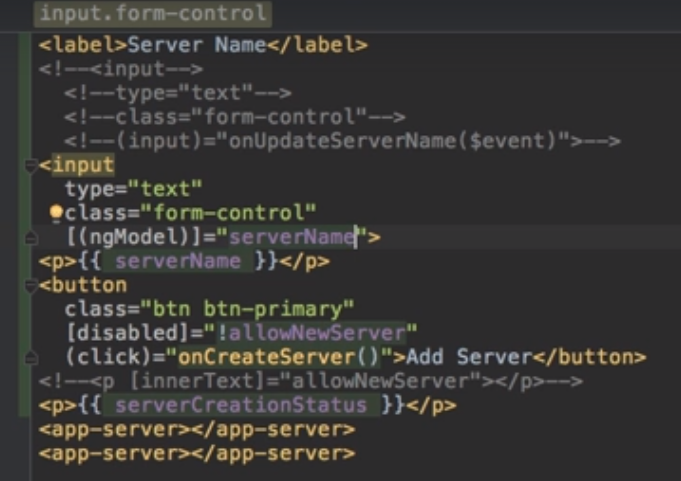 input.form-control
<label>Server Name</label>
<!--<input-->
<!--type="text"-->
<!--class="form-control"-->
<!--(input)="onUpdateServerName($event)">-->
<input
type="text"
class="form-control"
[(ngModel)]="serverName">
<p>{{ serverName }}</p>
<button
class="btn btn-primary"
[disabled]="!allowNewServer"
(click)="onCreateServer()">Add Server</button>
<!--<p [innerText]="allowNewServer"></p>-->
<p>{{ serverCreationStatus }}</p>
<app-server></app-server>
<app-server></app-server>